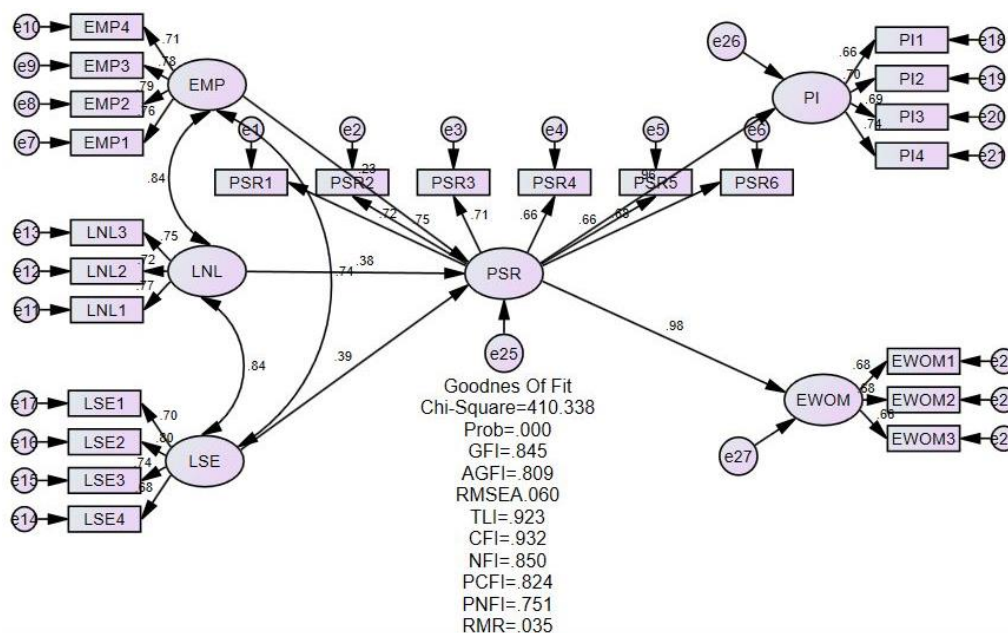 e10
EMP4
.71
e9
EMP3
.78
e8
EMP2
.79
e7
EMP1
.76
EMP
e26
PI
.66
PI1
e18
.70
PI2
e19
.69
PI3
e20
.74
PI4
e21
e1
e2
e3
e4
e5
e6
PSR1
PSR2
PSR3
PSR4
PSR5
PSR6
.23
.96
.72
.75
.71
.66
.66
.68
.84
e13
LNL3
.75
e12
LNL2
.72
e11
LNL1
.77
LNL
.38
.74
PSR
.98
.84
.39
e25
e17
LSE1
.70
e16
LSE2
.80
e15
LSE3
.74
e14
LSE4
.68
LSE
EWOM
e27
.68
EWOM1
.68
EWOM2
.66
EWOM3
Goodnes Of Fit
Chi-Square=410.338
Prob=.000
GFI=.845
AGFI=.809
RMSEA.060
TLI=.923
CFI=.932
NFI=.850
PCFI=.824
PNFI=.751
RMR=.035